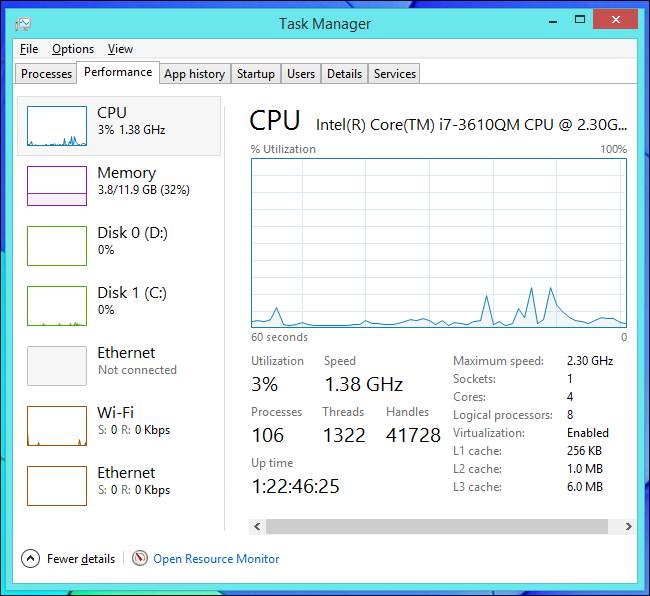 Task Manager
File Options View
Processes Performance App history Startup Users Details Services
CPU
3% 1.38 GHz
Memory
3.8/11.9 GB (32%)
Disk 0 (D:)
0%
Disk 1 (C:)
0%
Ethernet
Not connected
Wi-Fi
S: 0 R: 0 Kbps
Ethernet
S: 0 R: 0 Kbps
CPU Intel(R) Core(TM) i7-3610QM CPU @ 2.30G...
% Utilization 100%
60 seconds 0
Utilization Speed
3% 1.38 GHz
Processes Threads Handles
106 1322 41728
Up time
1:22:46:25
Maximum speed: 2.30 GHz
Sockets: 1
Cores: 4
Logical processors: 8
Virtualization: Enabled
L1 cache: 256 KB
L2 cache: 1.0 MB
L3 cache: 6.0 MB
Fewer details Open Resource Monitor